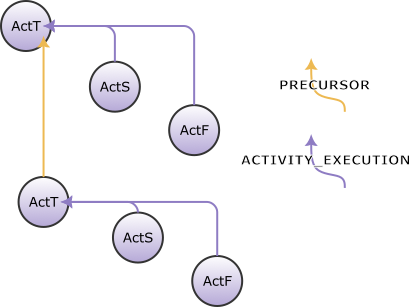 ActT
ActS
PRECURSOR
ActF
ACTIVITY_EXECUTION
ActT
ActS
ActF